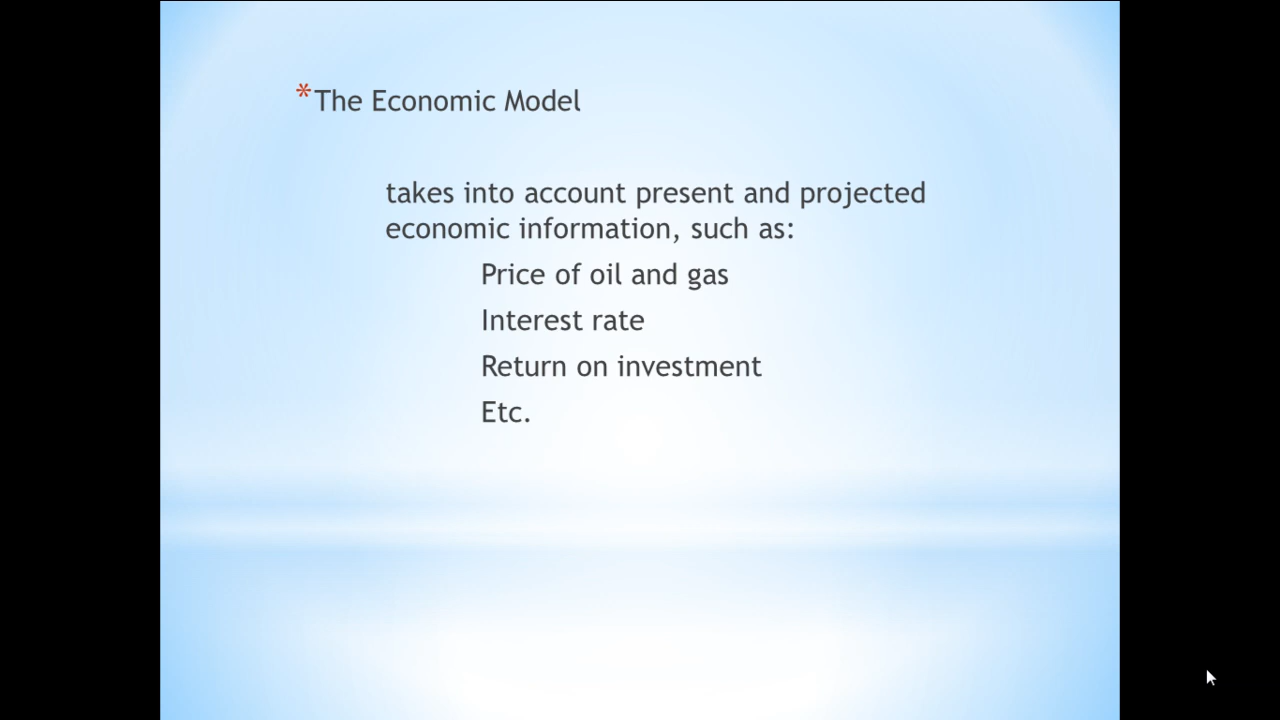 *The Economic Model
takes into account present and projected
economic information, such as:
Price of oil and gas
Interest rate
Return on investment
Etc.